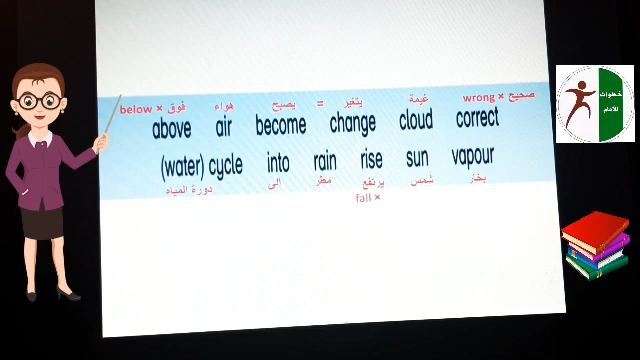 below × فوق هواء يصبح = يتغير غيمة wrong × صحيح
above air become change cloud correct
(water) cycle into rain rise sun vapour
دورة المياه الى مطر يرتفع شمس بخار
fall ×
خطوات
للأمام